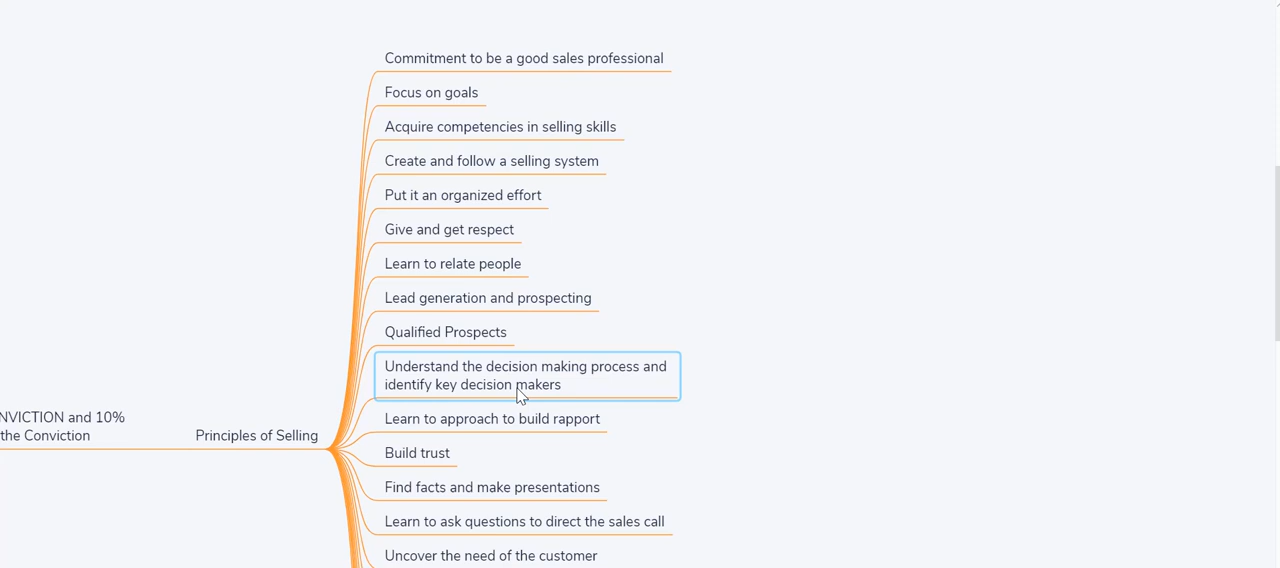 Commitment to be a good sales professional
Focus on goals
Acquire competencies in selling skills
Create and follow a selling system
Put it an organized effort
Give and get respect
Learn to relate people
Lead generation and prospecting
Qualified Prospects
Understand the decision making process and
identify key decision makers
Learn to approach to build rapport
Build trust
Find facts and make presentations
Learn to ask questions to direct the sales call
Uncover the need of the customer
NVICTION and 10%
the Conviction
Principles of Selling